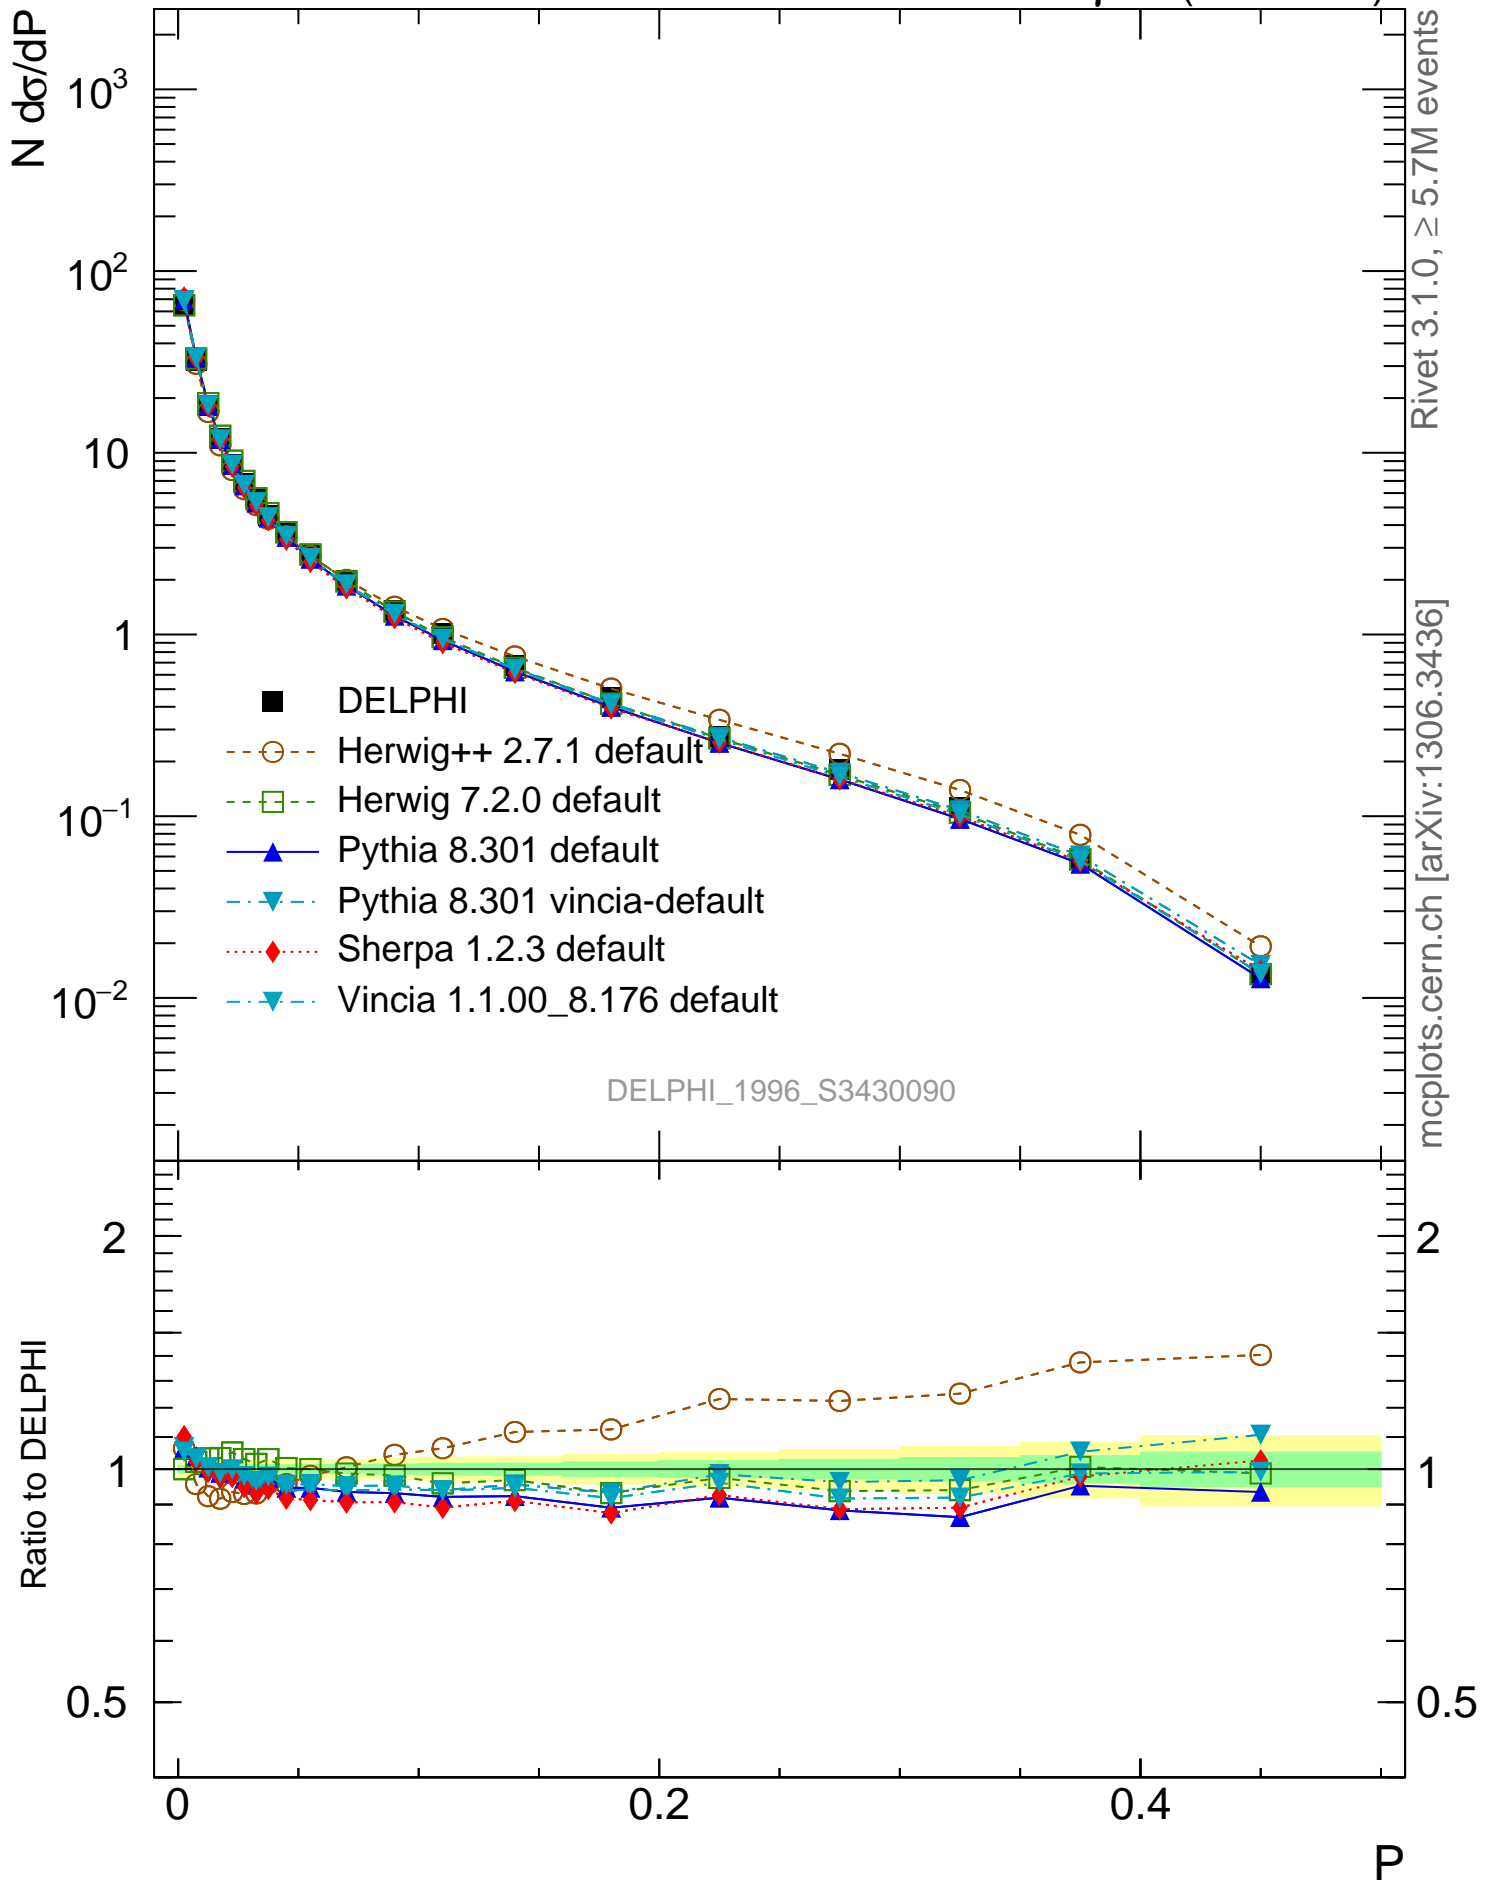 N dσ/dP
10³
10²
10
1
10⁻¹
10⁻²
DELPHI
Herwig++ 2.7.1 default
Herwig 7.2.0 default
Pythia 8.301 default
Pythia 8.301 vincia-default
Sherpa 1.2.3 default
Vincia 1.1.00_8.176 default
DELPHI_1996_S3430090
Rivet 3.1.0, ≥ 5.7M events
mcplots.cern.ch [arXiv:1306.3436]
Ratio to DELPHI
2
1
0.5
2
1
0.5
0
0.2
0.4
P